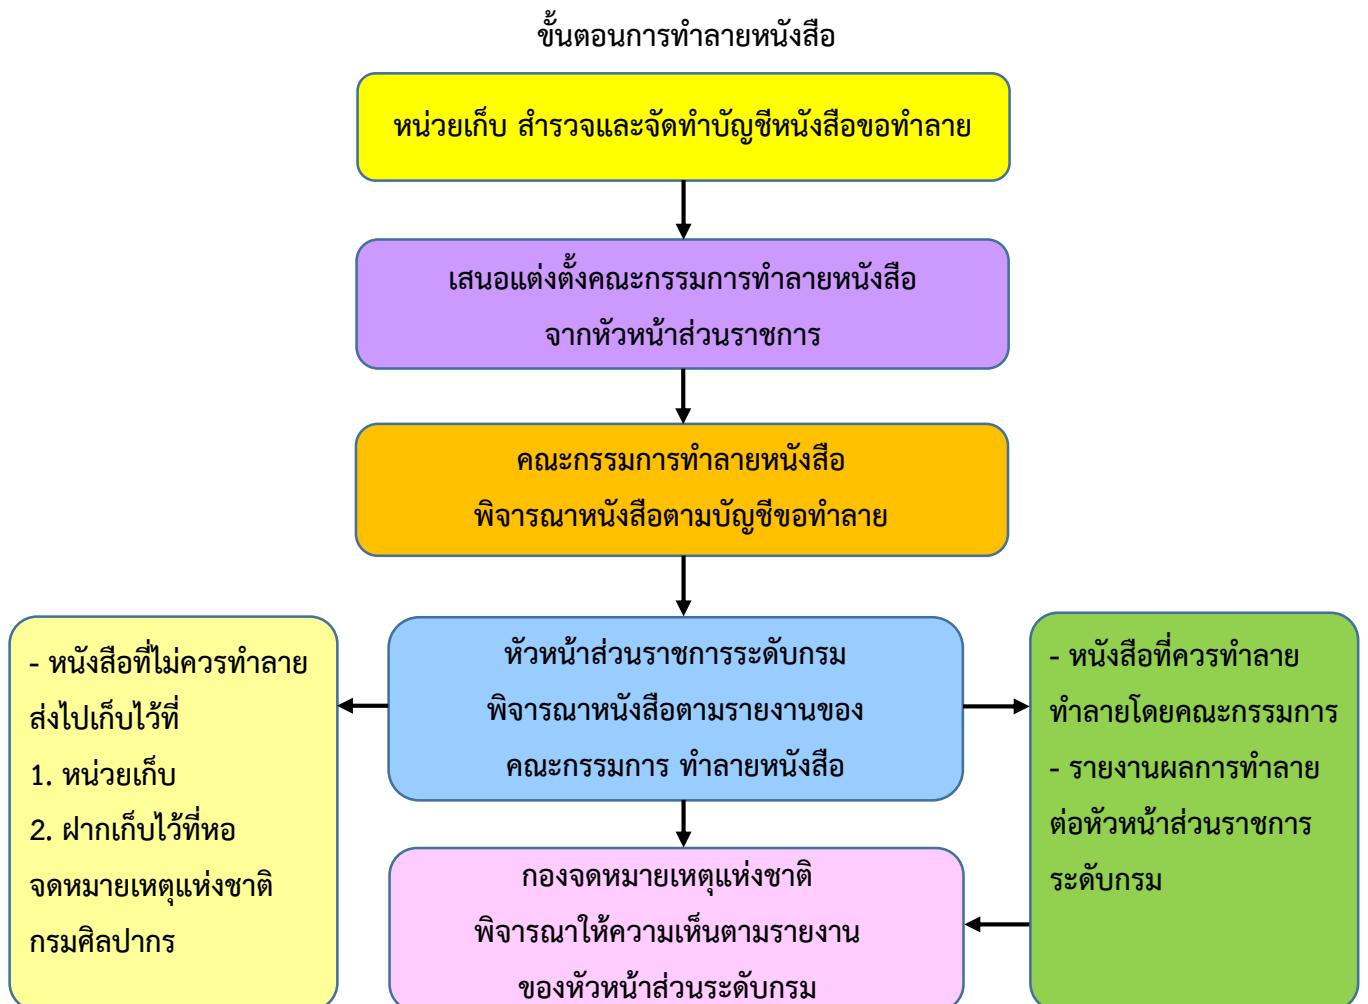 ขั้นตอนการทำลายหนังสือ
หน่วยเก็บ สำรวจและจัดทำบัญชีหนังสือขอทำลาย
เสนอแต่งตั้งคณะกรรมการทำลายหนังสือ
จากหัวหน้าส่วนราชการ
คณะกรรมการทำลายหนังสือ
พิจารณาหนังสือตามบัญชีขอทำลาย
- หนังสือที่ไม่ควรทำลาย
ส่งไปเก็บไว้ที่
1. หน่วยเก็บ
2. ฝากเก็บไว้ที่หอ
จดหมายเหตุแห่งชาติ
กรมศิลปากร
หัวหน้าส่วนราชการระดับกรม
พิจารณาหนังสือตามรายงานของ
คณะกรรมการ ทำลายหนังสือ
- หนังสือที่ควรทำลาย
ทำลายโดยคณะกรรมการ
- รายงานผลการทำลาย
ต่อหัวหน้าส่วนราชการ
ระดับกรม
กองจดหมายเหตุแห่งชาติ
พิจารณาให้ความเห็นตามรายงาน
ของหัวหน้าส่วนระดับกรม